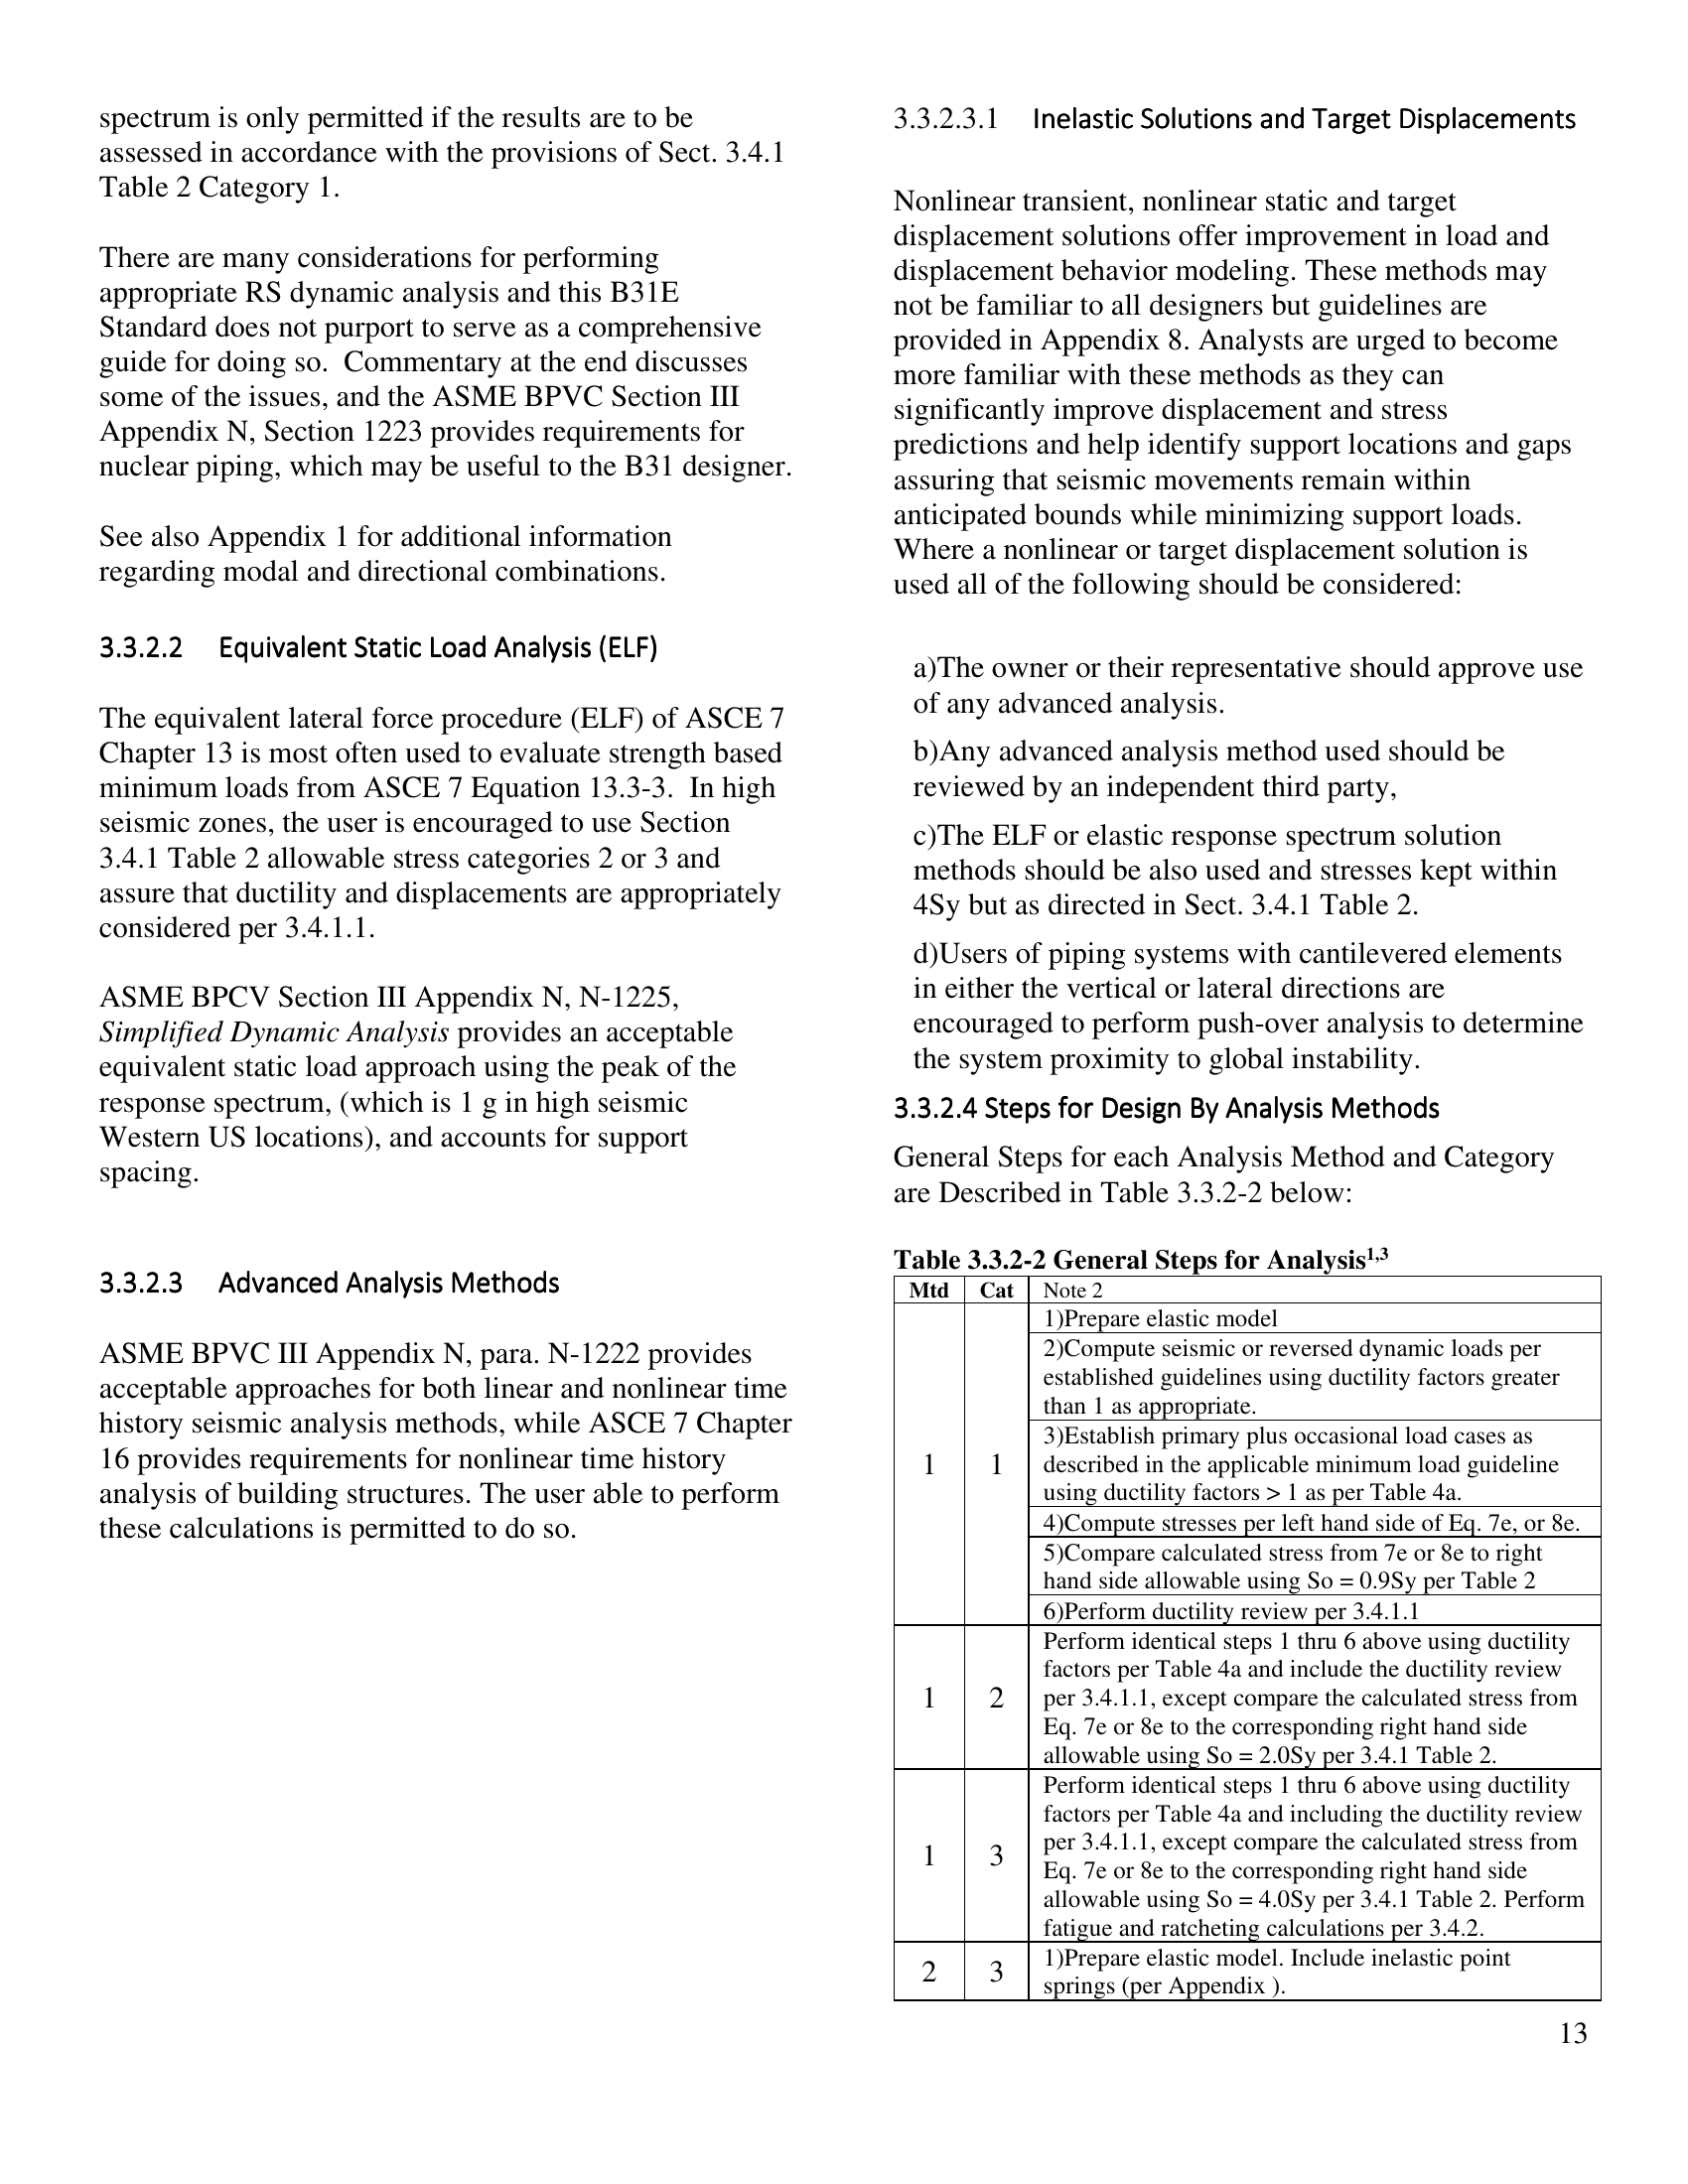 spectrum is only permitted if the results are to be
assessed in accordance with the provisions of Sect. 3.4.1
Table 2 Category 1.
There are many considerations for performing
appropriate RS dynamic analysis and this B31E
Standard does not purport to serve as a comprehensive
guide for doing so.  Commentary at the end discusses
some of the issues, and the ASME BPVC Section III
Appendix N, Section 1223 provides requirements for
nuclear piping, which may be useful to the B31 designer.
See also Appendix 1 for additional information
regarding modal and directional combinations.
3.3.2.2 Equivalent Static Load Analysis (ELF)
The equivalent lateral force procedure (ELF) of ASCE 7
Chapter 13 is most often used to evaluate strength based
minimum loads from ASCE 7 Equation 13.3-3.  In high
seismic zones, the user is encouraged to use Section
3.4.1 Table 2 allowable stress categories 2 or 3 and
assure that ductility and displacements are appropriately
considered per 3.4.1.1.
ASME BPCV Section III Appendix N, N-1225,
Simplified Dynamic Analysis provides an acceptable
equivalent static load approach using the peak of the
response spectrum, (which is 1 g in high seismic
Western US locations), and accounts for support
spacing.
3.3.2.3 Advanced Analysis Methods
ASME BPVC III Appendix N, para. N-1222 provides
acceptable approaches for both linear and nonlinear time
history seismic analysis methods, while ASCE 7 Chapter
16 provides requirements for nonlinear time history
analysis of building structures. The user able to perform
these calculations is permitted to do so.
3.3.2.3.1 Inelastic Solutions and Target Displacements
Nonlinear transient, nonlinear static and target
displacement solutions offer improvement in load and
displacement behavior modeling. These methods may
not be familiar to all designers but guidelines are
provided in Appendix 8. Analysts are urged to become
more familiar with these methods as they can
significantly improve displacement and stress
predictions and help identify support locations and gaps
assuring that seismic movements remain within
anticipated bounds while minimizing support loads.
Where a nonlinear or target displacement solution is
used all of the following should be considered:
a)The owner or their representative should approve use
of any advanced analysis.
b)Any advanced analysis method used should be
reviewed by an independent third party,
c)The ELF or elastic response spectrum solution
methods should be also used and stresses kept within
4Sy but as directed in Sect. 3.4.1 Table 2.
d)Users of piping systems with cantilevered elements
in either the vertical or lateral directions are
encouraged to perform push-over analysis to determine
the system proximity to global instability.
3.3.2.4 Steps for Design By Analysis Methods
General Steps for each Analysis Method and Category
are Described in Table 3.3.2-2 below:
Table 3.3.2-2 General Steps for Analysis1,3
Mtd Cat Note 2
1 1 1)Prepare elastic model
2)Compute seismic or reversed dynamic loads per
established guidelines using ductility factors greater
than 1 as appropriate.
3)Establish primary plus occasional load cases as
described in the applicable minimum load guideline
using ductility factors > 1 as per Table 4a.
4)Compute stresses per left hand side of Eq. 7e, or 8e.
5)Compare calculated stress from 7e or 8e to right
hand side allowable using So = 0.9Sy per Table 2
6)Perform ductility review per 3.4.1.1
1 2 Perform identical steps 1 thru 6 above using ductility
factors per Table 4a and include the ductility review
per 3.4.1.1, except compare the calculated stress from
Eq. 7e or 8e to the corresponding right hand side
allowable using So = 2.0Sy per 3.4.1 Table 2.
1 3 Perform identical steps 1 thru 6 above using ductility
factors per Table 4a and including the ductility review
per 3.4.1.1, except compare the calculated stress from
Eq. 7e or 8e to the corresponding right hand side
allowable using So = 4.0Sy per 3.4.1 Table 2. Perform
fatigue and ratcheting calculations per 3.4.2.
2 3 1)Prepare elastic model. Include inelastic point
springs (per Appendix ).
13